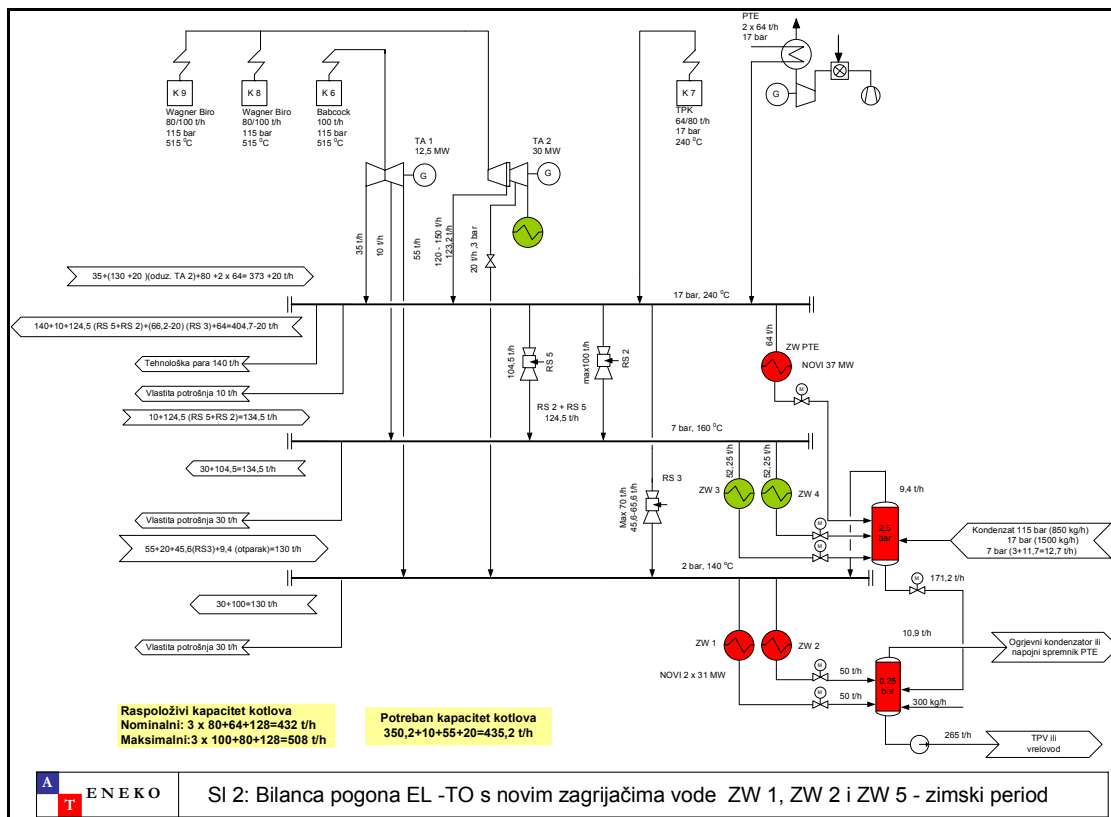 PTE
2 x 64 t/h
17 bar
K 9
K 8
K 6
K 7
G
Wagner Biro
80/100 t/h
115 bar
515 ⁰C
Wagner Biro
80/100 t/h
115 bar
515 ⁰C
Babcock
100 t/h
115 bar
515 ⁰C
TPK
64/80 t/h
17 bar
240 ⁰C
TA 1
12,5 MW
G
TA 2
30 MW
G
35 t/h
10 t/h
55 t/h
120 - 150 t/h
123,2 t/h
20 t/h ,3 bar
35+(130 +20 )(oduz. TA 2)+80 +2 x 64= 373 +20 t/h
17 bar, 240 ⁰C
140+10+124,5 (RS 5+RS 2)+(66,2-20) (RS 3)+64=404,7-20 t/h
Tehnološka para 140 t/h
Vlastita potrošnja 10 t/h
10+124,5 (RS 5+RS 2)=134,5 t/h
104,5 t/h
RS 5
max100 t/h
RS 2
RS 2 + RS 5
124,5 t/h
64 t/h
ZW PTE
NOVI 37 MW
M
7 bar, 160 ⁰C
30+104,5=134,5 t/h
Vlastita potrošnja 30 t/h
55+20+45,6(RS3)+9,4 (otparak)=130 t/h
Max 70 t/h
45,6-65,6 t/h
RS 3
52,25 t/h
52,25 t/h
ZW 3
ZW 4
M
M
9,4 t/h
2,5
bar
Kondenzat 115 bar (850 kg/h)
17 bar (1500 kg/h)
7 bar (3+11,7=12,7 t/h)
2 bar, 140 ⁰C
M
171,2 t/h
30+100=130 t/h
Vlastita potrošnja 30 t/h
ZW 1
ZW 2
NOVI 2 x 31 MW
M
50 t/h
M
50 t/h
10,9 t/h
0,25
bar
300 kg/h
Ogrjevni kondenzator ili
napojni spremnik PTE
265 t/h
TPV ili
vrelovod
Raspoloživi kapacitet kotlova
Nominalni: 3 x 80+64+128=432 t/h
Maksimalni:3 x 100+80+128=508 t/h
Potreban kapacitet kotlova
350,2+10+55+20=435,2 t/h
A T ENEKO
Sl 2: Bilanca pogona EL -TO s novim zagrijačima vode ZW 1, ZW 2 i ZW 5 - zimski period